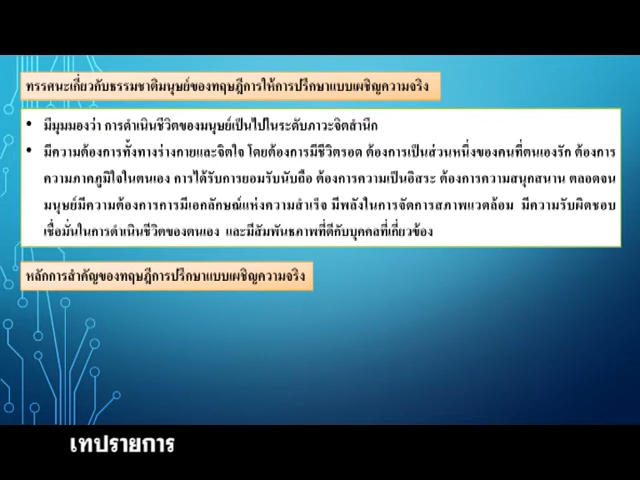 ทรรศนะเกี่ยวกับธรรมชาติมนุษย์ของทฤษฎีการให้การปรึกษาแบบเผชิญความจริง
• มีมุมมองว่า การดำเนินชีวิตของมนุษย์เป็นไปในระดับภาวะจิตสำนึก
• มีความต้องการทั้งทางร่างกายและจิตใจ โดยต้องการมีชีวิตรอด ต้องการเป็นส่วนหนึ่งของคนที่ตนเองรัก ต้องการ
ความภาคภูมิใจในตนเอง การได้รับการยอมรับนับถือ ต้องการความเป็นอิสระ ต้องการความสนุกสนาน ตลอดจน
มนุษย์มีความต้องการการมีเอกลักษณ์แห่งความสำเร็จ มีพลังในการจัดการสภาพแวดล้อม มีความรับผิดชอบ
เชื่อมั่นในการดำเนินชีวิตของตนเอง และมีสัมพันธภาพที่ดีกับบุคคลที่เกี่ยวข้อง
หลักการสำคัญของทฤษฎีการปรึกษาแบบเผชิญความจริง
เทปรายการ